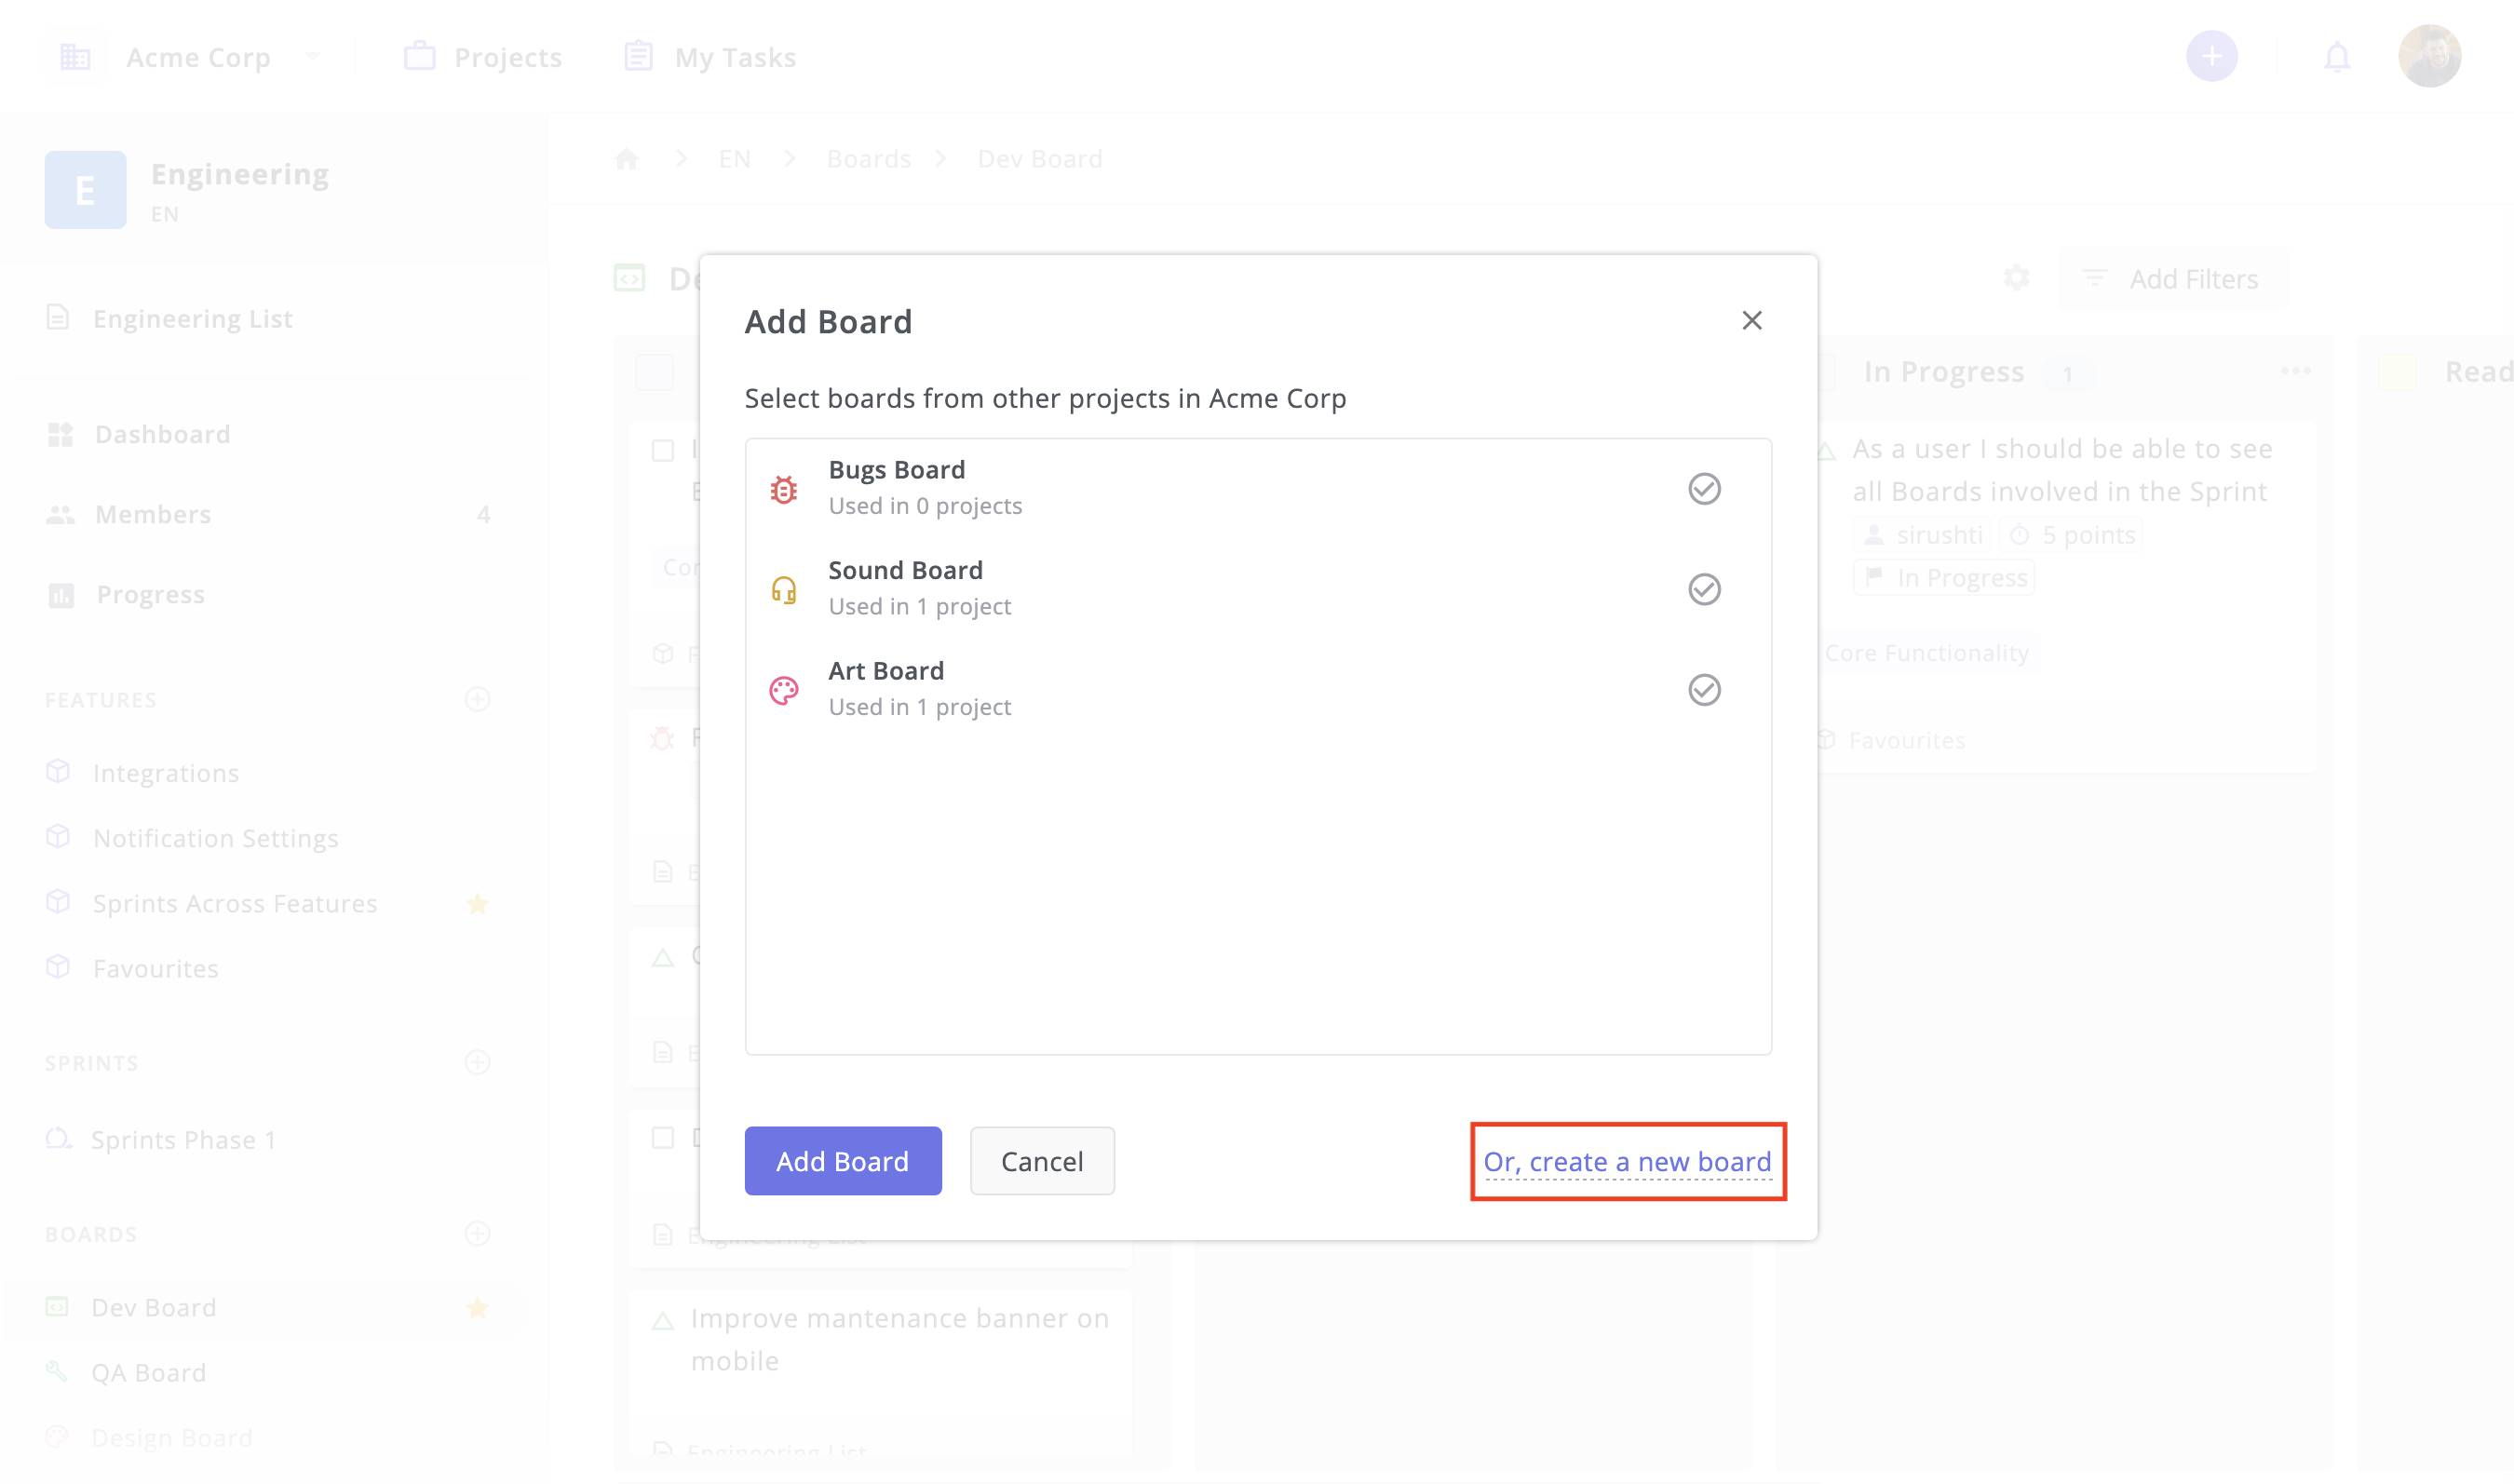 Acme Corp
Projects
My Tasks
E
Engineering
EN
EN
Boards
Dev Board
Engineering List
Add Filters
Dashboard
Members 4
Progress
FEATURES
Integrations
Notification Settings
Sprints Across Features
Favourites
SPRINTS
Sprints Phase 1
BOARDS
Dev Board
QA Board
Design Board
Add Board
Select boards from other projects in Acme Corp
Bugs Board
Used in 0 projects
Sound Board
Used in 1 project
Art Board
Used in 1 project
Add Board
Cancel
Or, create a new board
In Progress 1
As a user I should be able to see
all Boards involved in the Sprint
sirushti
5 points
In Progress
Core Functionality
Favourites
Engineering List
Improve mantenance banner on
mobile
Engineering List